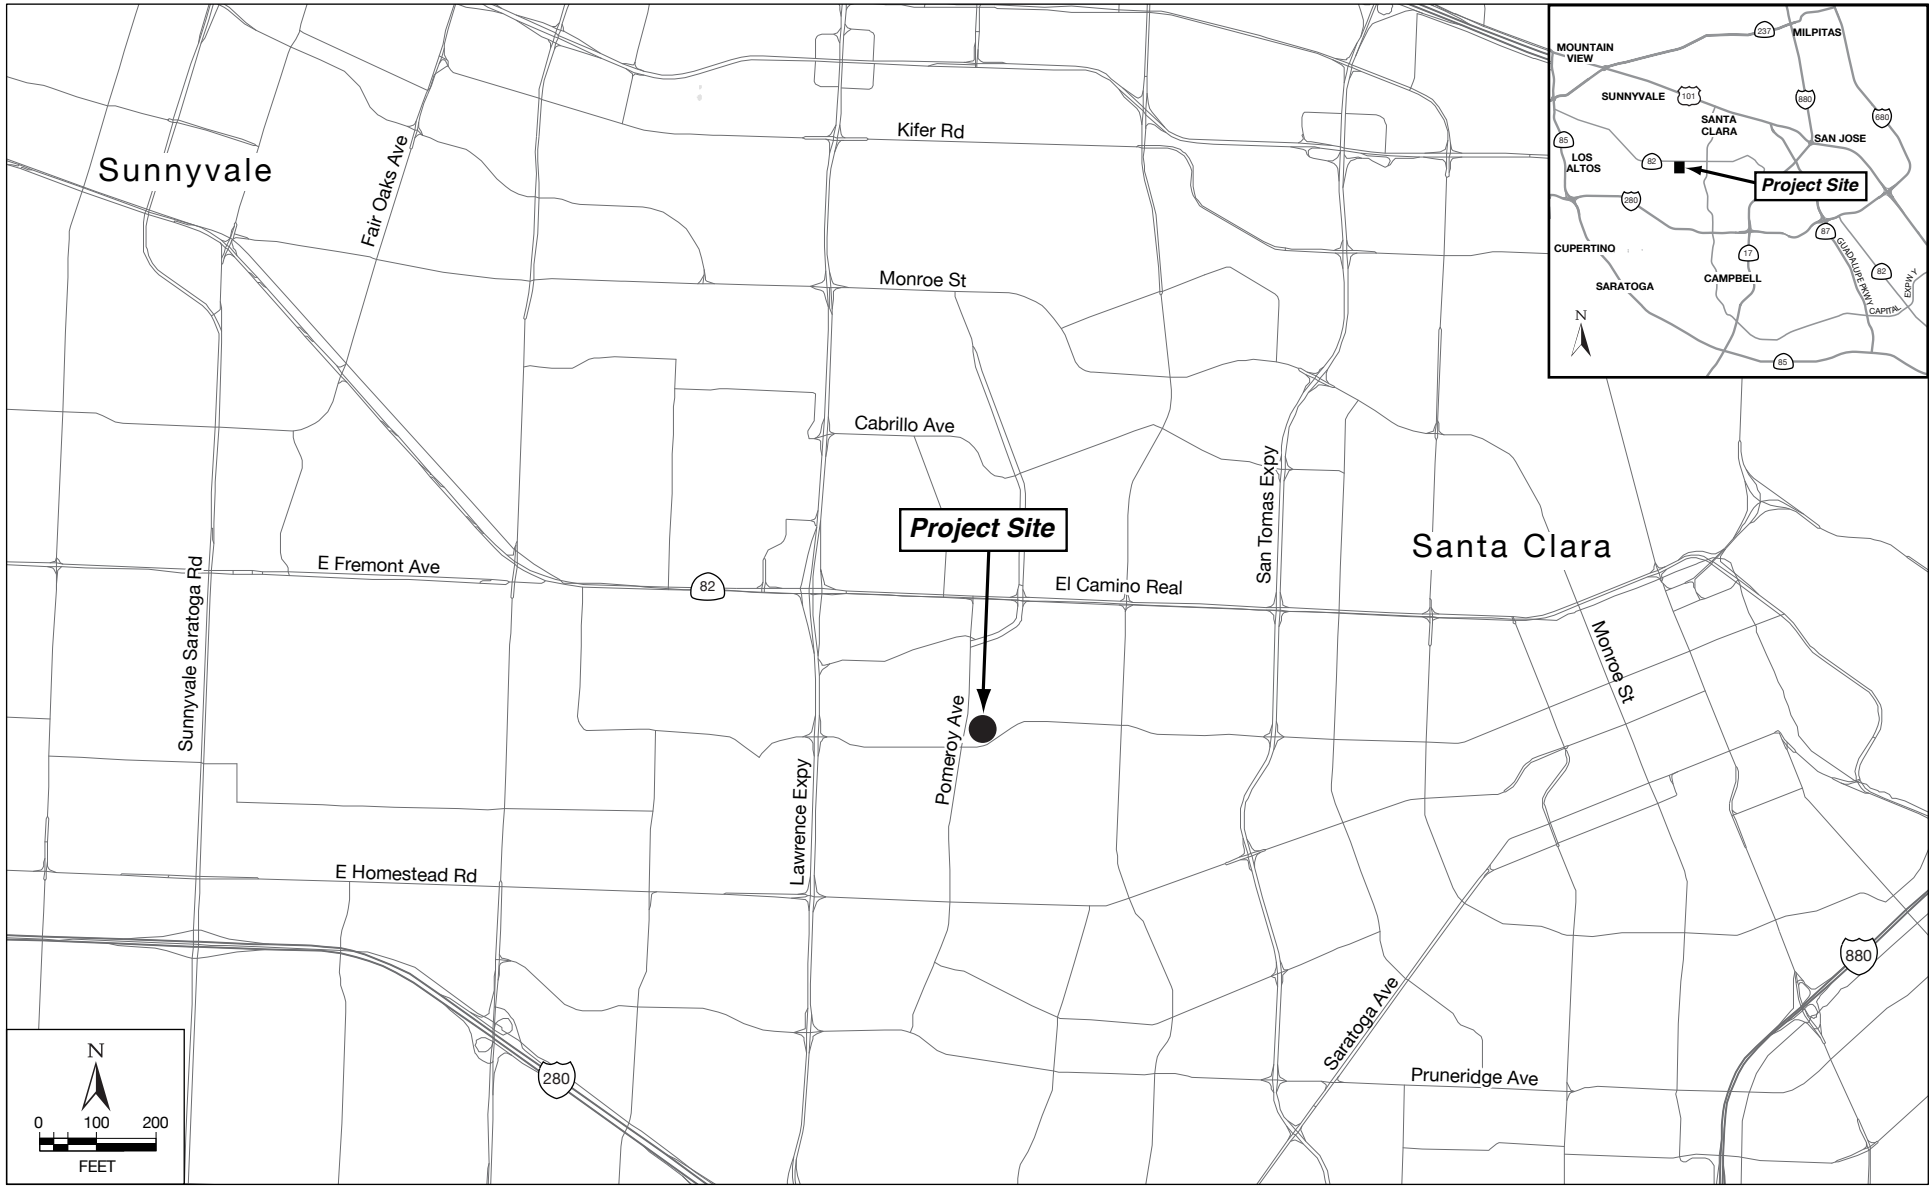 237
MILPITAS
MOUNTAIN
VIEW
SUNNYVALE
101
880
680
SANTA
CLARA
SAN JOSE
85
LOS
ALTOS
82
Project Site
280
87
CUPERTINO
17
GUADALUPE PKWY
82
EXPWY
SARATOGA
CAMPBELL
CAPITAL
N
85
Kifer Rd
Sunnyvale
Fair Oaks Ave
Monroe St
Cabrillo Ave
San Tomas Expy
Project Site
Santa Clara
E Fremont Ave
82
El Camino Real
Sunnyvale Saratoga Rd
Monroe St
Pomeroy Ave
Lawrence Expy
E Homestead Rd
880
Saratoga Ave
280
Pruneridge Ave
N
0 100 200
FEET